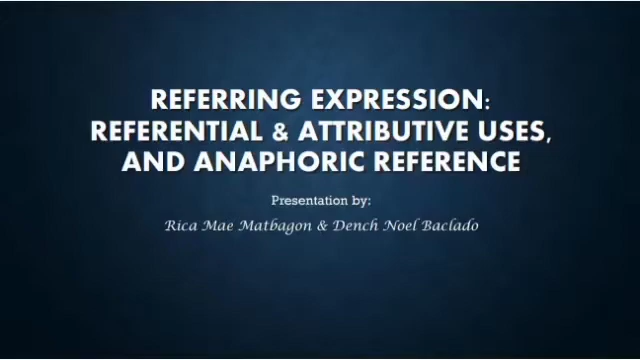 REFERRING EXPRESSION:
REFERENTIAL & ATTRIBUTIVE USES,
AND ANAPHORIC REFERENCE
Presentation by:
Rica Mae Matbagon & Dench Noel Baclado